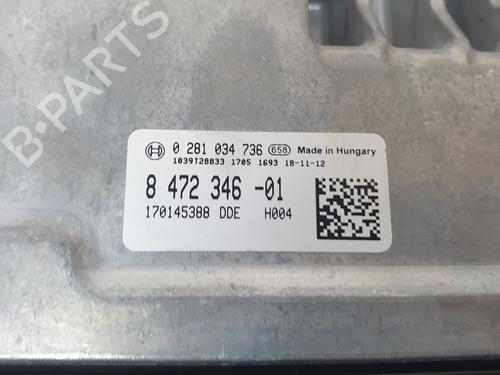 B-PARTS
0 281 034 736 658 Made in Hungary
1039T28833 1705 1693 18-11-12
8 472 346 -01
170145388 DDE H004